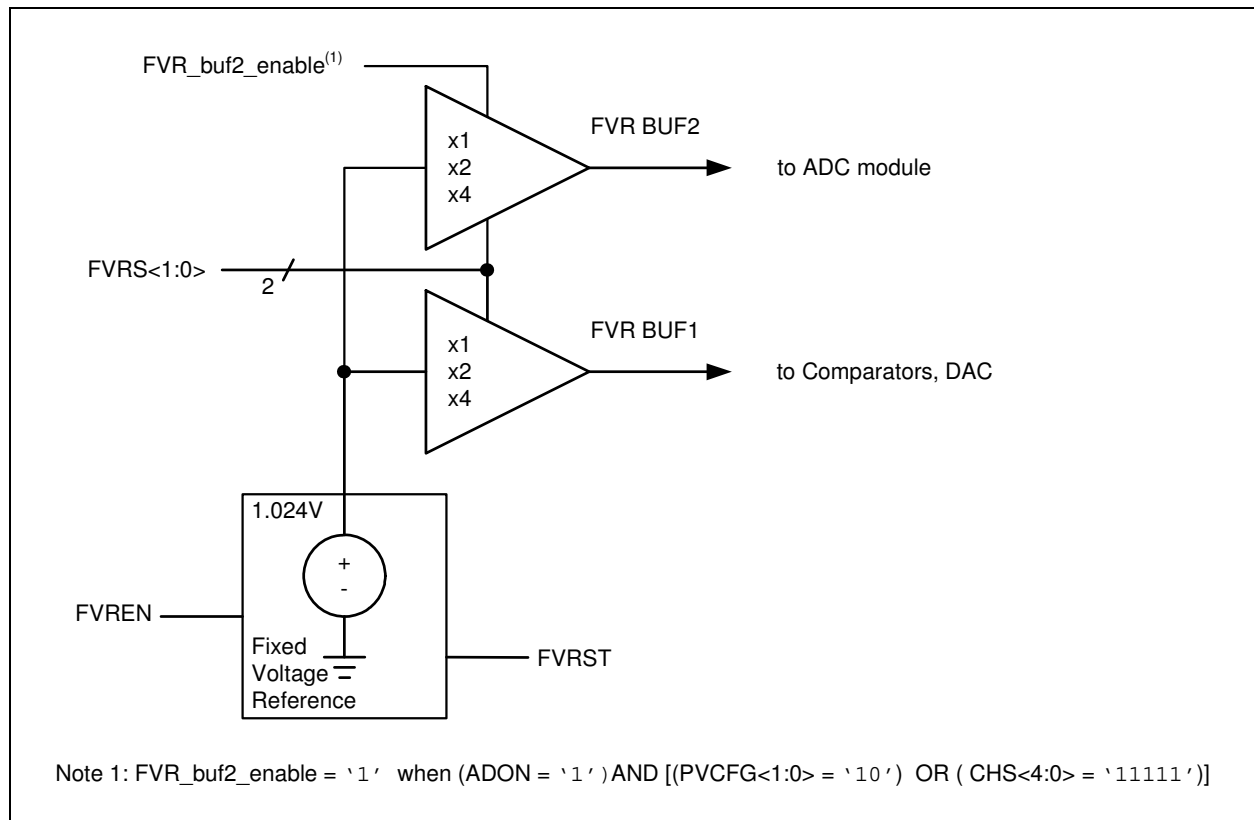 FVR_buf2_enable(1)
x1
x2
x4
FVR BUF2
to ADC module
FVRS<1:0>
2
x1
x2
x4
FVR BUF1
to Comparators, DAC
1.024V
+
-
FVREN
Fixed
Voltage
Reference
FVRST
Note 1: FVR_buf2_enable = ‘1’ when (ADON = ‘1’)AND [(PVCFG<1:0> = ‘10’) OR ( CHS<4:0> = ‘11111’)]